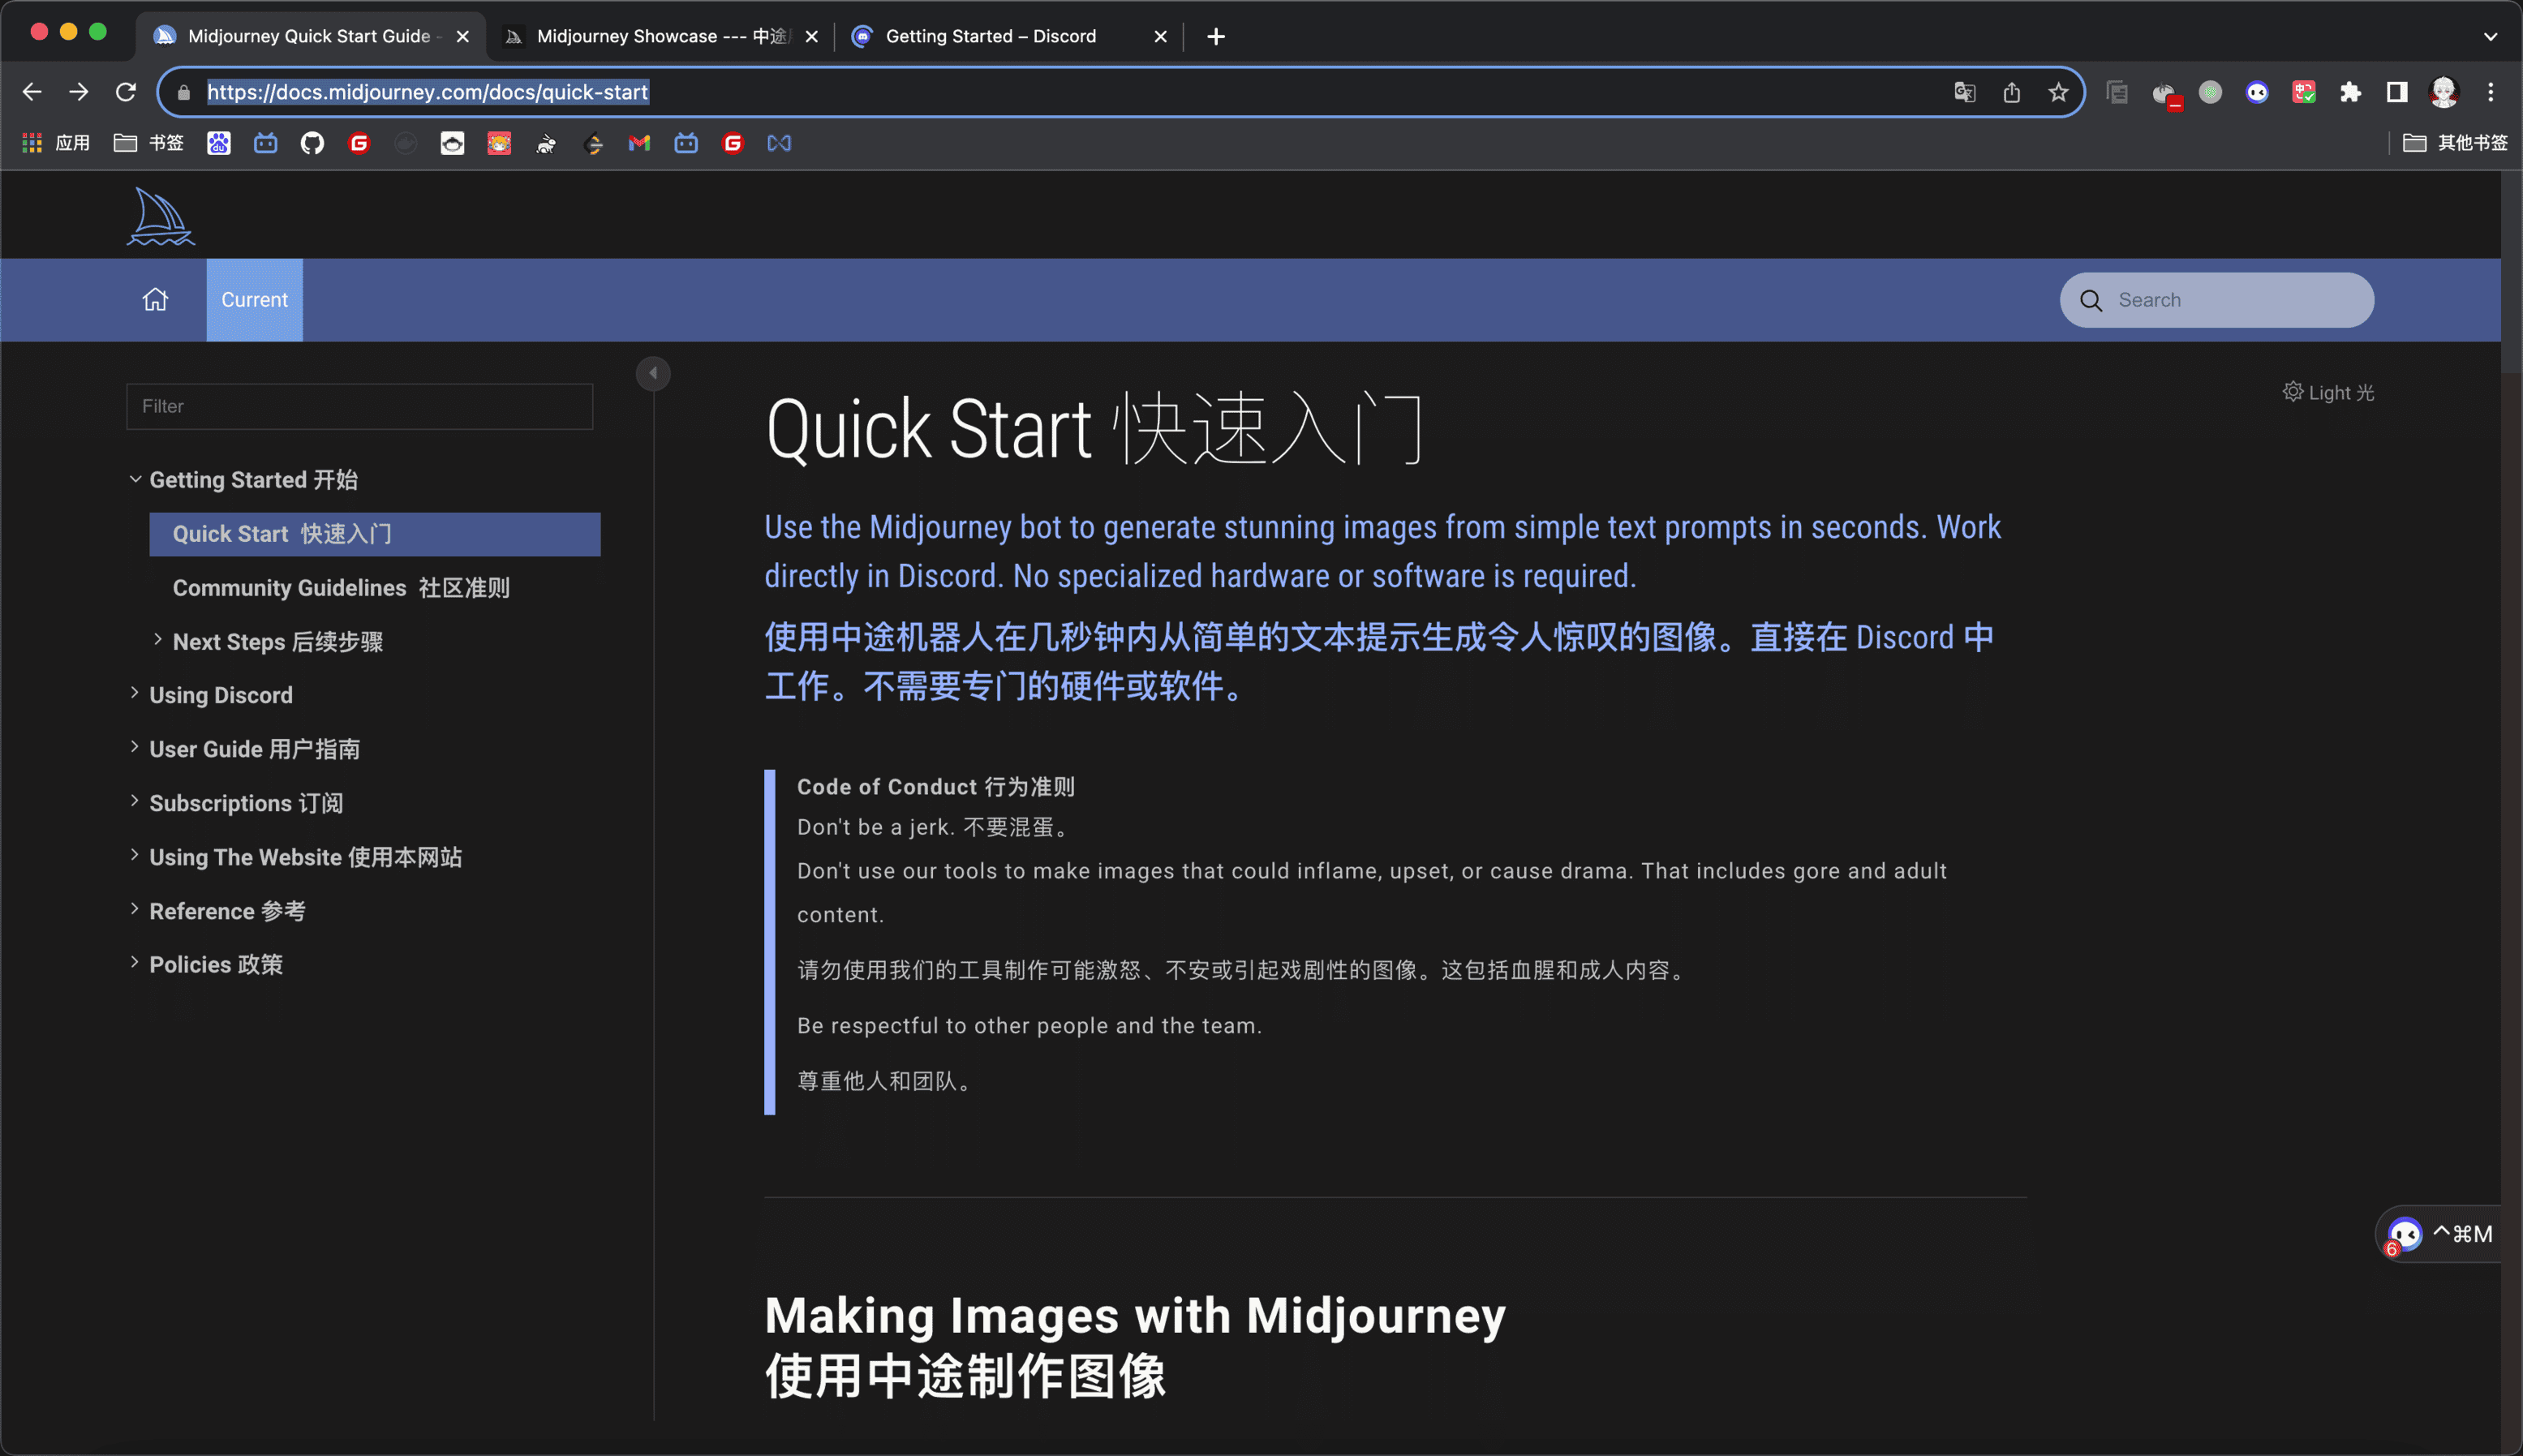 Midjourney Quick Start Guide -
Midjourney Showcase --- 中途
Getting Started – Discord
https://docs.midjourney.com/docs/quick-start
应用
书签
其他书签
Current
Search
Filter
Getting Started 开始
Quick Start 快速入门
Community Guidelines 社区准则
Next Steps 后续步骤
Using Discord
User Guide 用户指南
Subscriptions 订阅
Using The Website 使用本网站
Reference 参考
Policies 政策
Light 光
Quick Start 快速入门
Use the Midjourney bot to generate stunning images from simple text prompts in seconds. Work
directly in Discord. No specialized hardware or software is required.
使用中途机器人在几秒钟内从简单的文本提示生成令人惊叹的图像。直接在 Discord 中
工作。不需要专门的硬件或软件。
Code of Conduct 行为准则
Don't be a jerk. 不要混蛋。
Don't use our tools to make images that could inflame, upset, or cause drama. That includes gore and adult
content.
请勿使用我们的工具制作可能激怒、不安或引起戏剧性的图像。这包括血腥和成人内容。
Be respectful to other people and the team.
尊重他人和团队。
6 ^⌘M
Making Images with Midjourney
使用中途制作图像